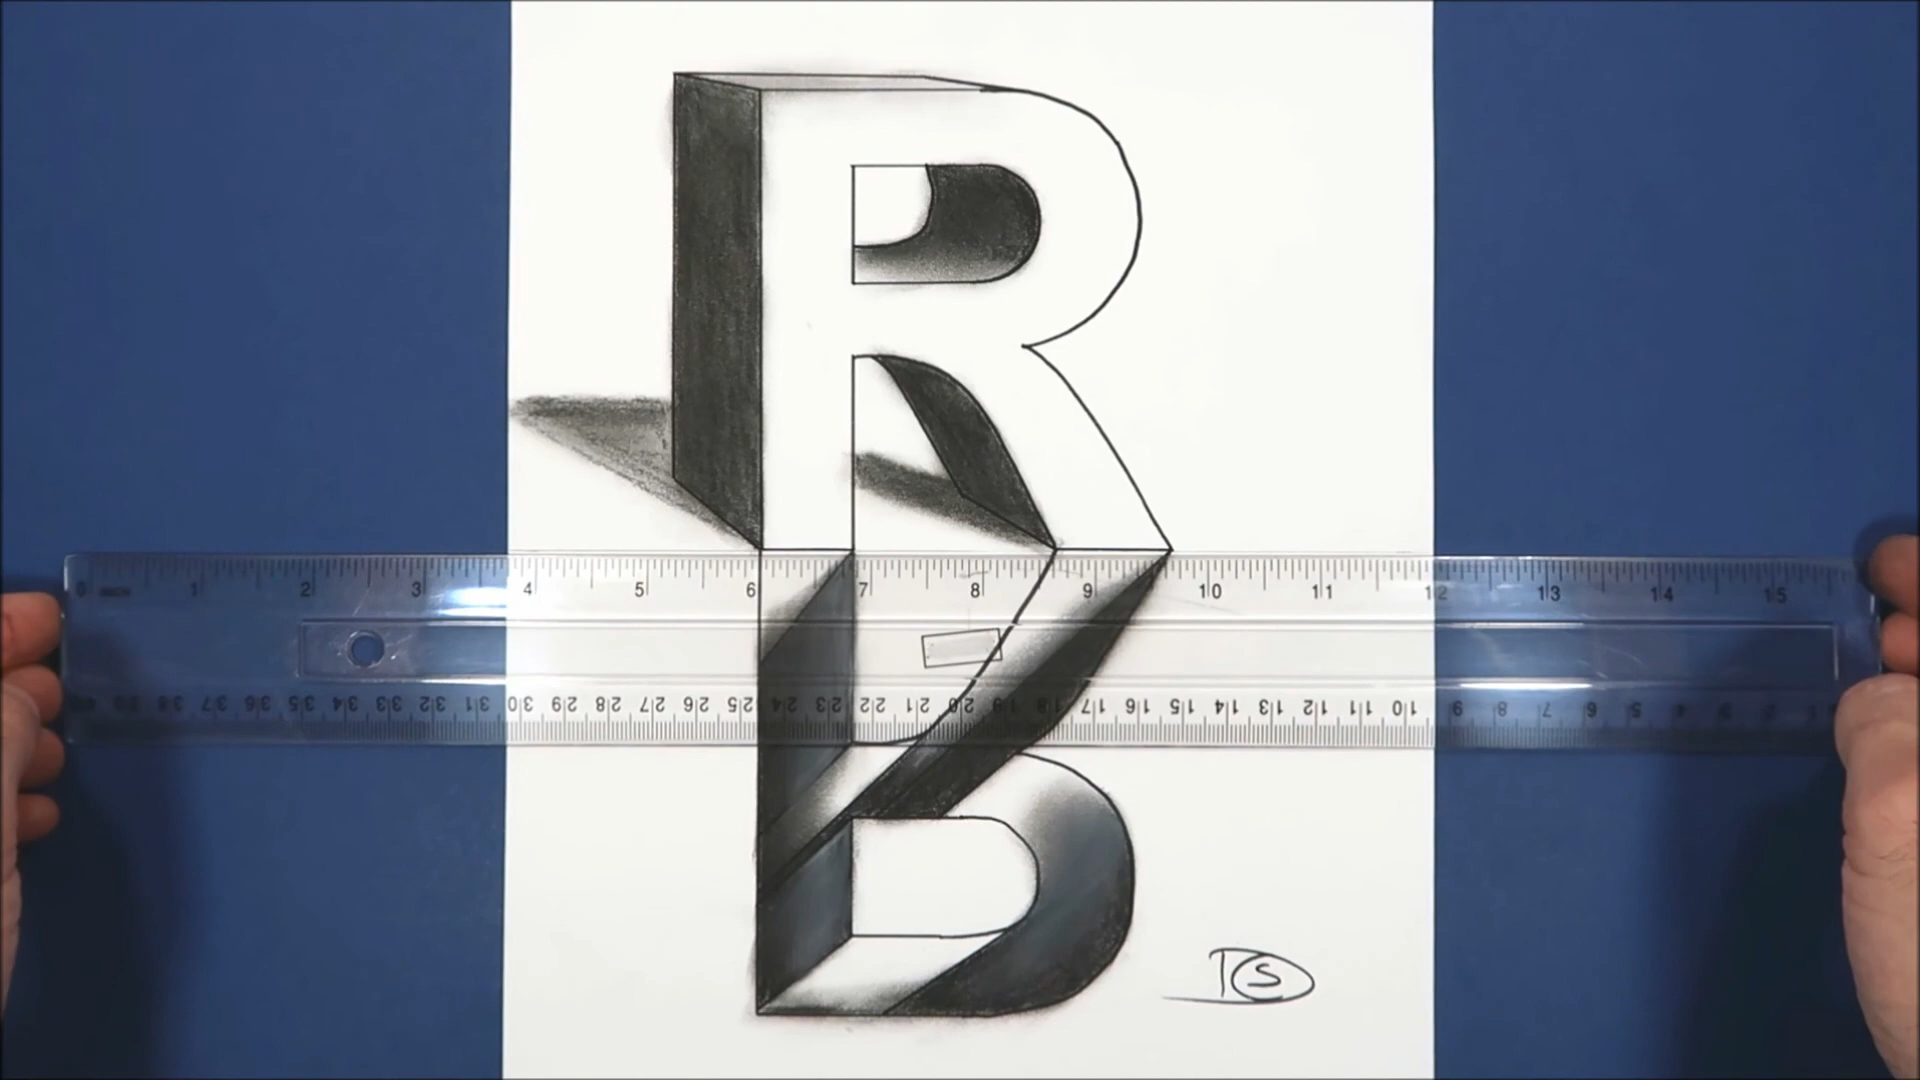 R
0 INCH 1 2 3 4 5 6 7 8 9 10 11 12 13 14 15
40 39 38 37 36 35 34 33 32 31 30 29 28 27 26 25 24 23 22 21 20 19 18 17 16 15 14 13 12 11 10 9 8 7 6 5 4 3 2 1